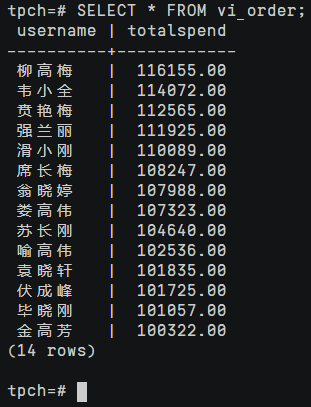 tpch=# SELECT * FROM vi_order;
 username | totalspend
----------+------------
 柳高梅   |  116155.00
 韦小全   |  114072.00
 贲艳梅   |  112565.00
 强兰丽   |  111925.00
 滑小刚   |  110089.00
 席长梅   |  108247.00
 翁晓婷   |  107988.00
 娄高伟   |  107323.00
 苏长刚   |  104640.00
 喻高伟   |  102536.00
 袁晓轩   |  101835.00
 伏成峰   |  101725.00
 毕晓刚   |  101057.00
 金高芳   |  100322.00
(14 rows)
tpch=#